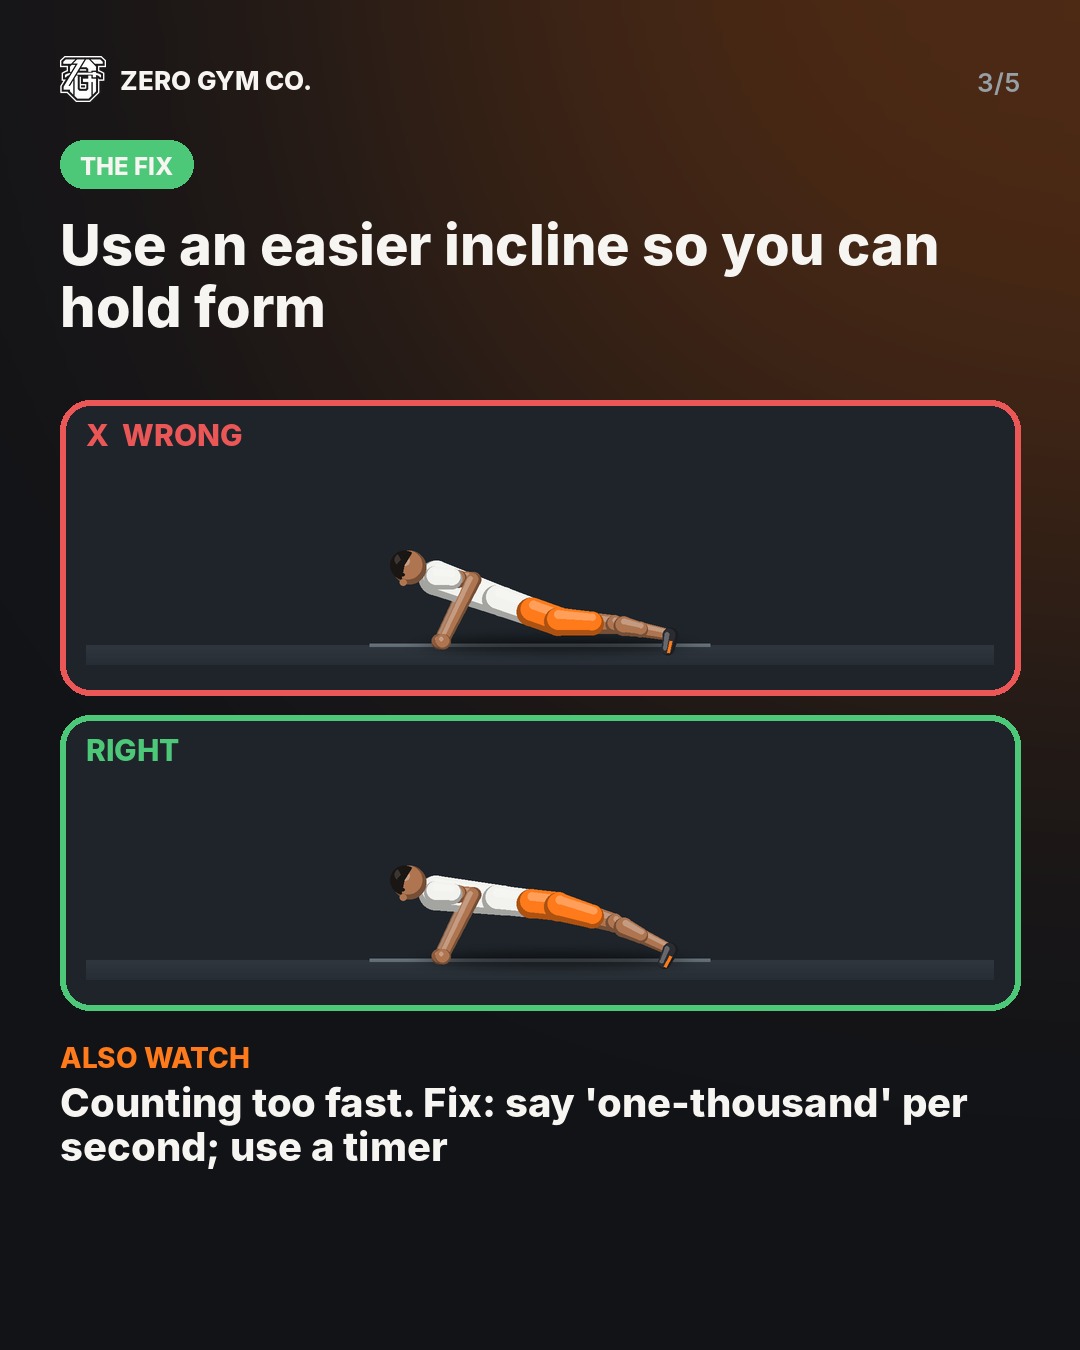 ZERO GYM CO.
3/5
THE FIX
Use an easier incline so you can
hold form
X WRONG
RIGHT
ALSO WATCH
Counting too fast. Fix: say 'one-thousand' per
second; use a timer